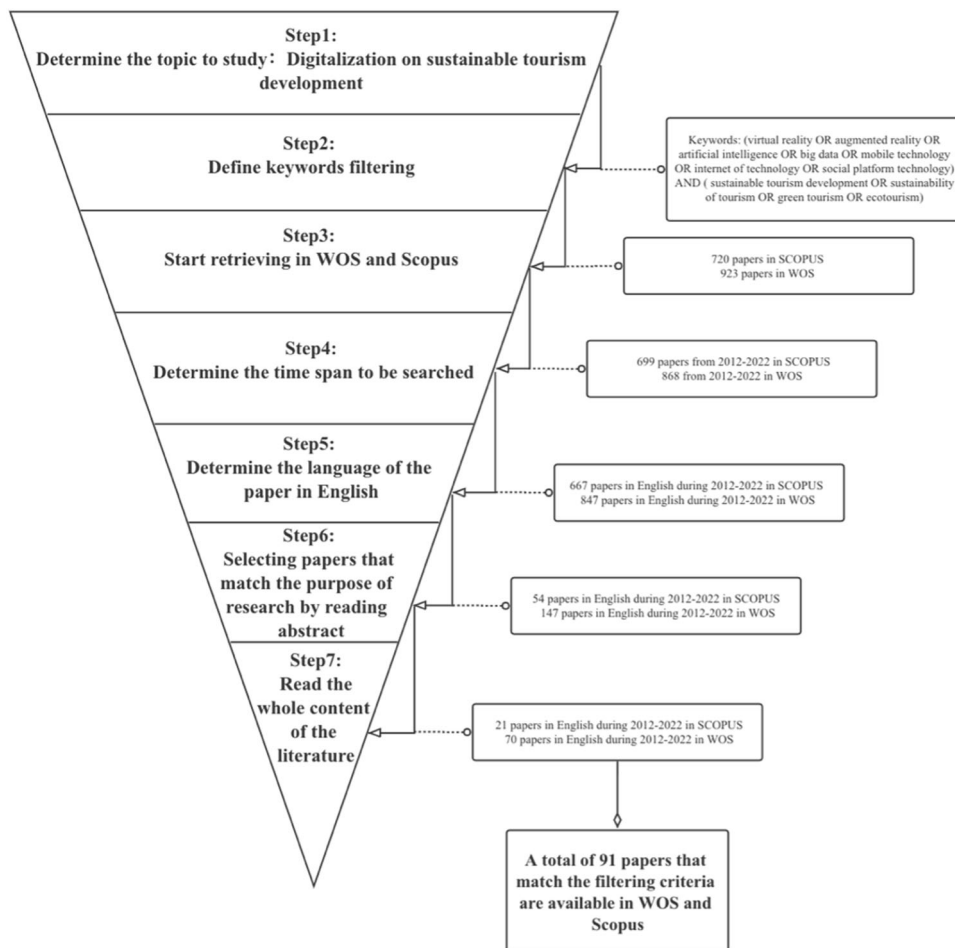 Step1:
Determine the topic to study：Digitalization on sustainable tourism
development
Step2:
Define keywords filtering
Keywords: (virtual reality OR augmented reality OR
artificial intelligence OR big data OR mobile technology
OR internet of technology OR social platform technology)
AND ( sustainable tourism development OR sustainability
of tourism OR green tourism OR ecotourism)
Step3:
Start retrieving in WOS and Scopus
720 papers in SCOPUS
923 papers in WOS
Step4:
Determine the time span to be searched
699 papers from 2012-2022 in SCOPUS
868 from 2012-2022 in WOS
Step5:
Determine the language of the
paper in English
667 papers in English during 2012-2022 in SCOPUS
847 papers in English during 2012-2022 in WOS
Step6:
Selecting papers that
match the purpose of
research by reading
abstract
54 papers in English during 2012-2022 in SCOPUS
147 papers in English during 2012-2022 in WOS
Step7:
Read the
whole content
of the
literature
21 papers in English during 2012-2022 in SCOPUS
70 papers in English during 2012-2022 in WOS
A total of 91 papers that
match the filtering criteria
are available in WOS and
Scopus